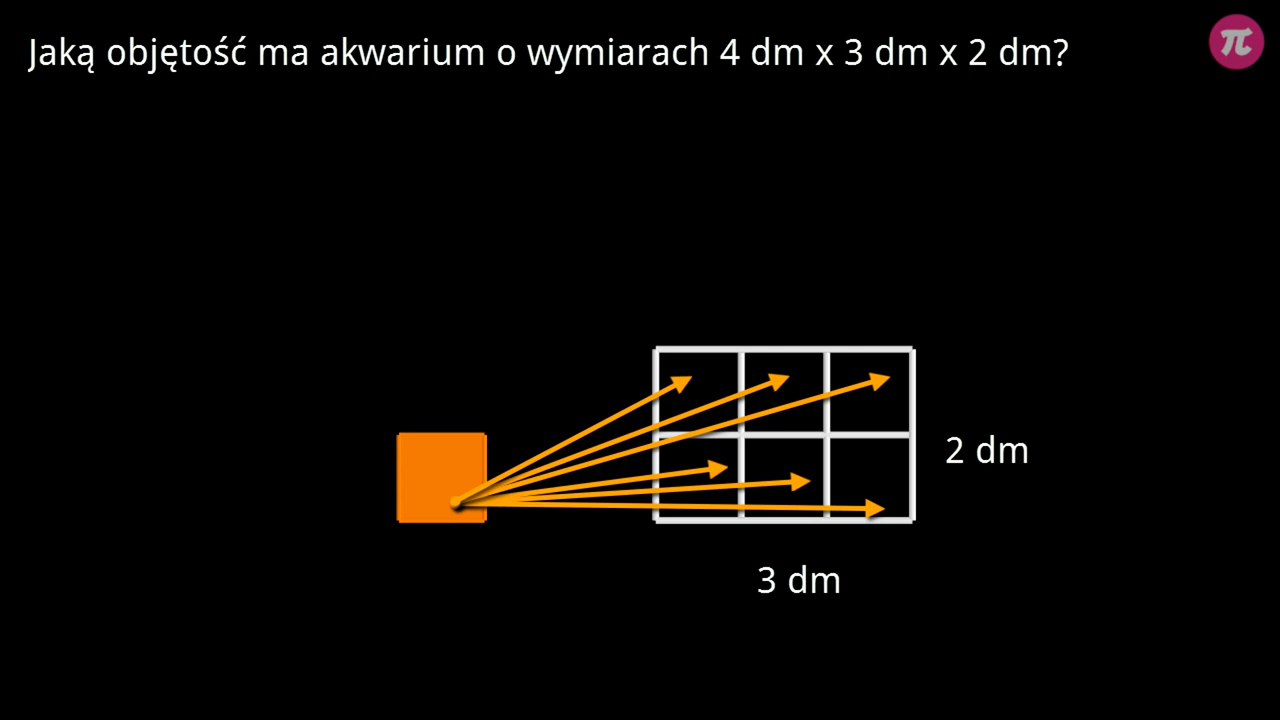 Jaką objętość ma akwarium o wymiarach 4 dm x 3 dm x 2 dm?
π
2 dm
3 dm